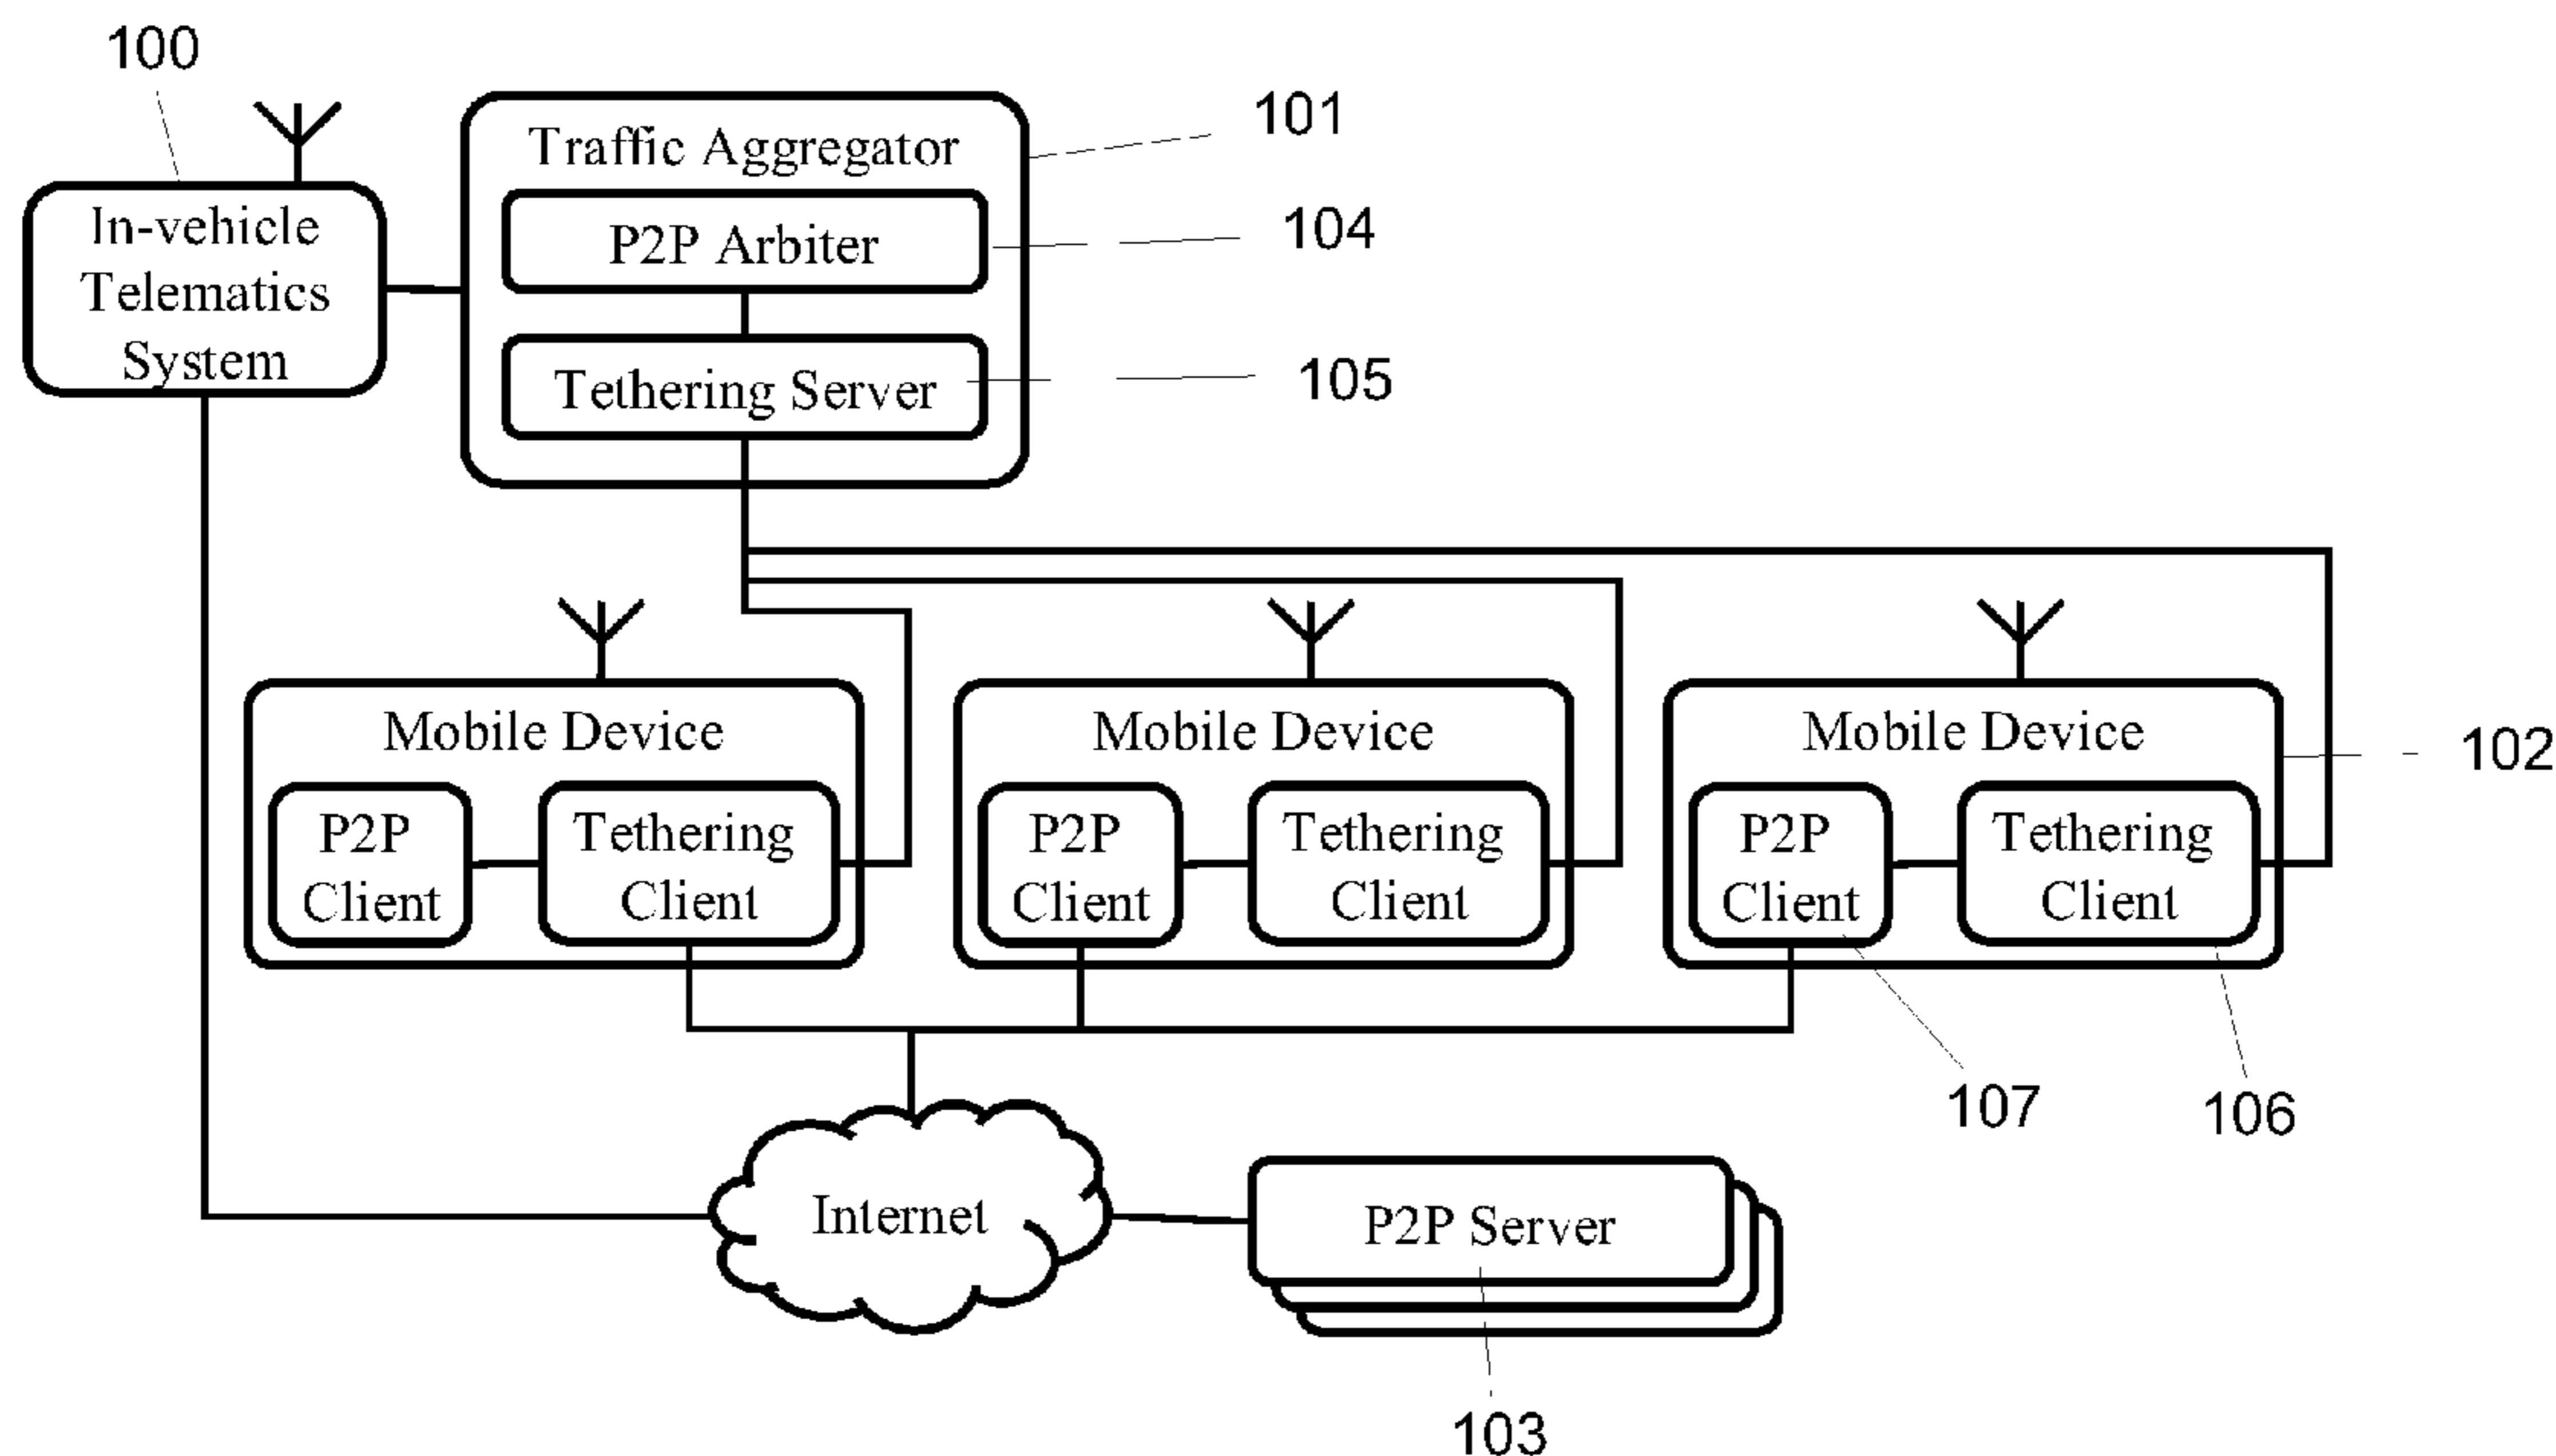 100
101
In-vehicle
Telematics
System
Traffic Aggregator
P2P Arbiter
104
Tethering Server
105
Mobile Device
P2P
Client
Tethering
Client
Mobile Device
P2P
Client
Tethering
Client
Mobile Device
P2P
Client
Tethering
Client
102
107
106
Internet
P2P Server
103